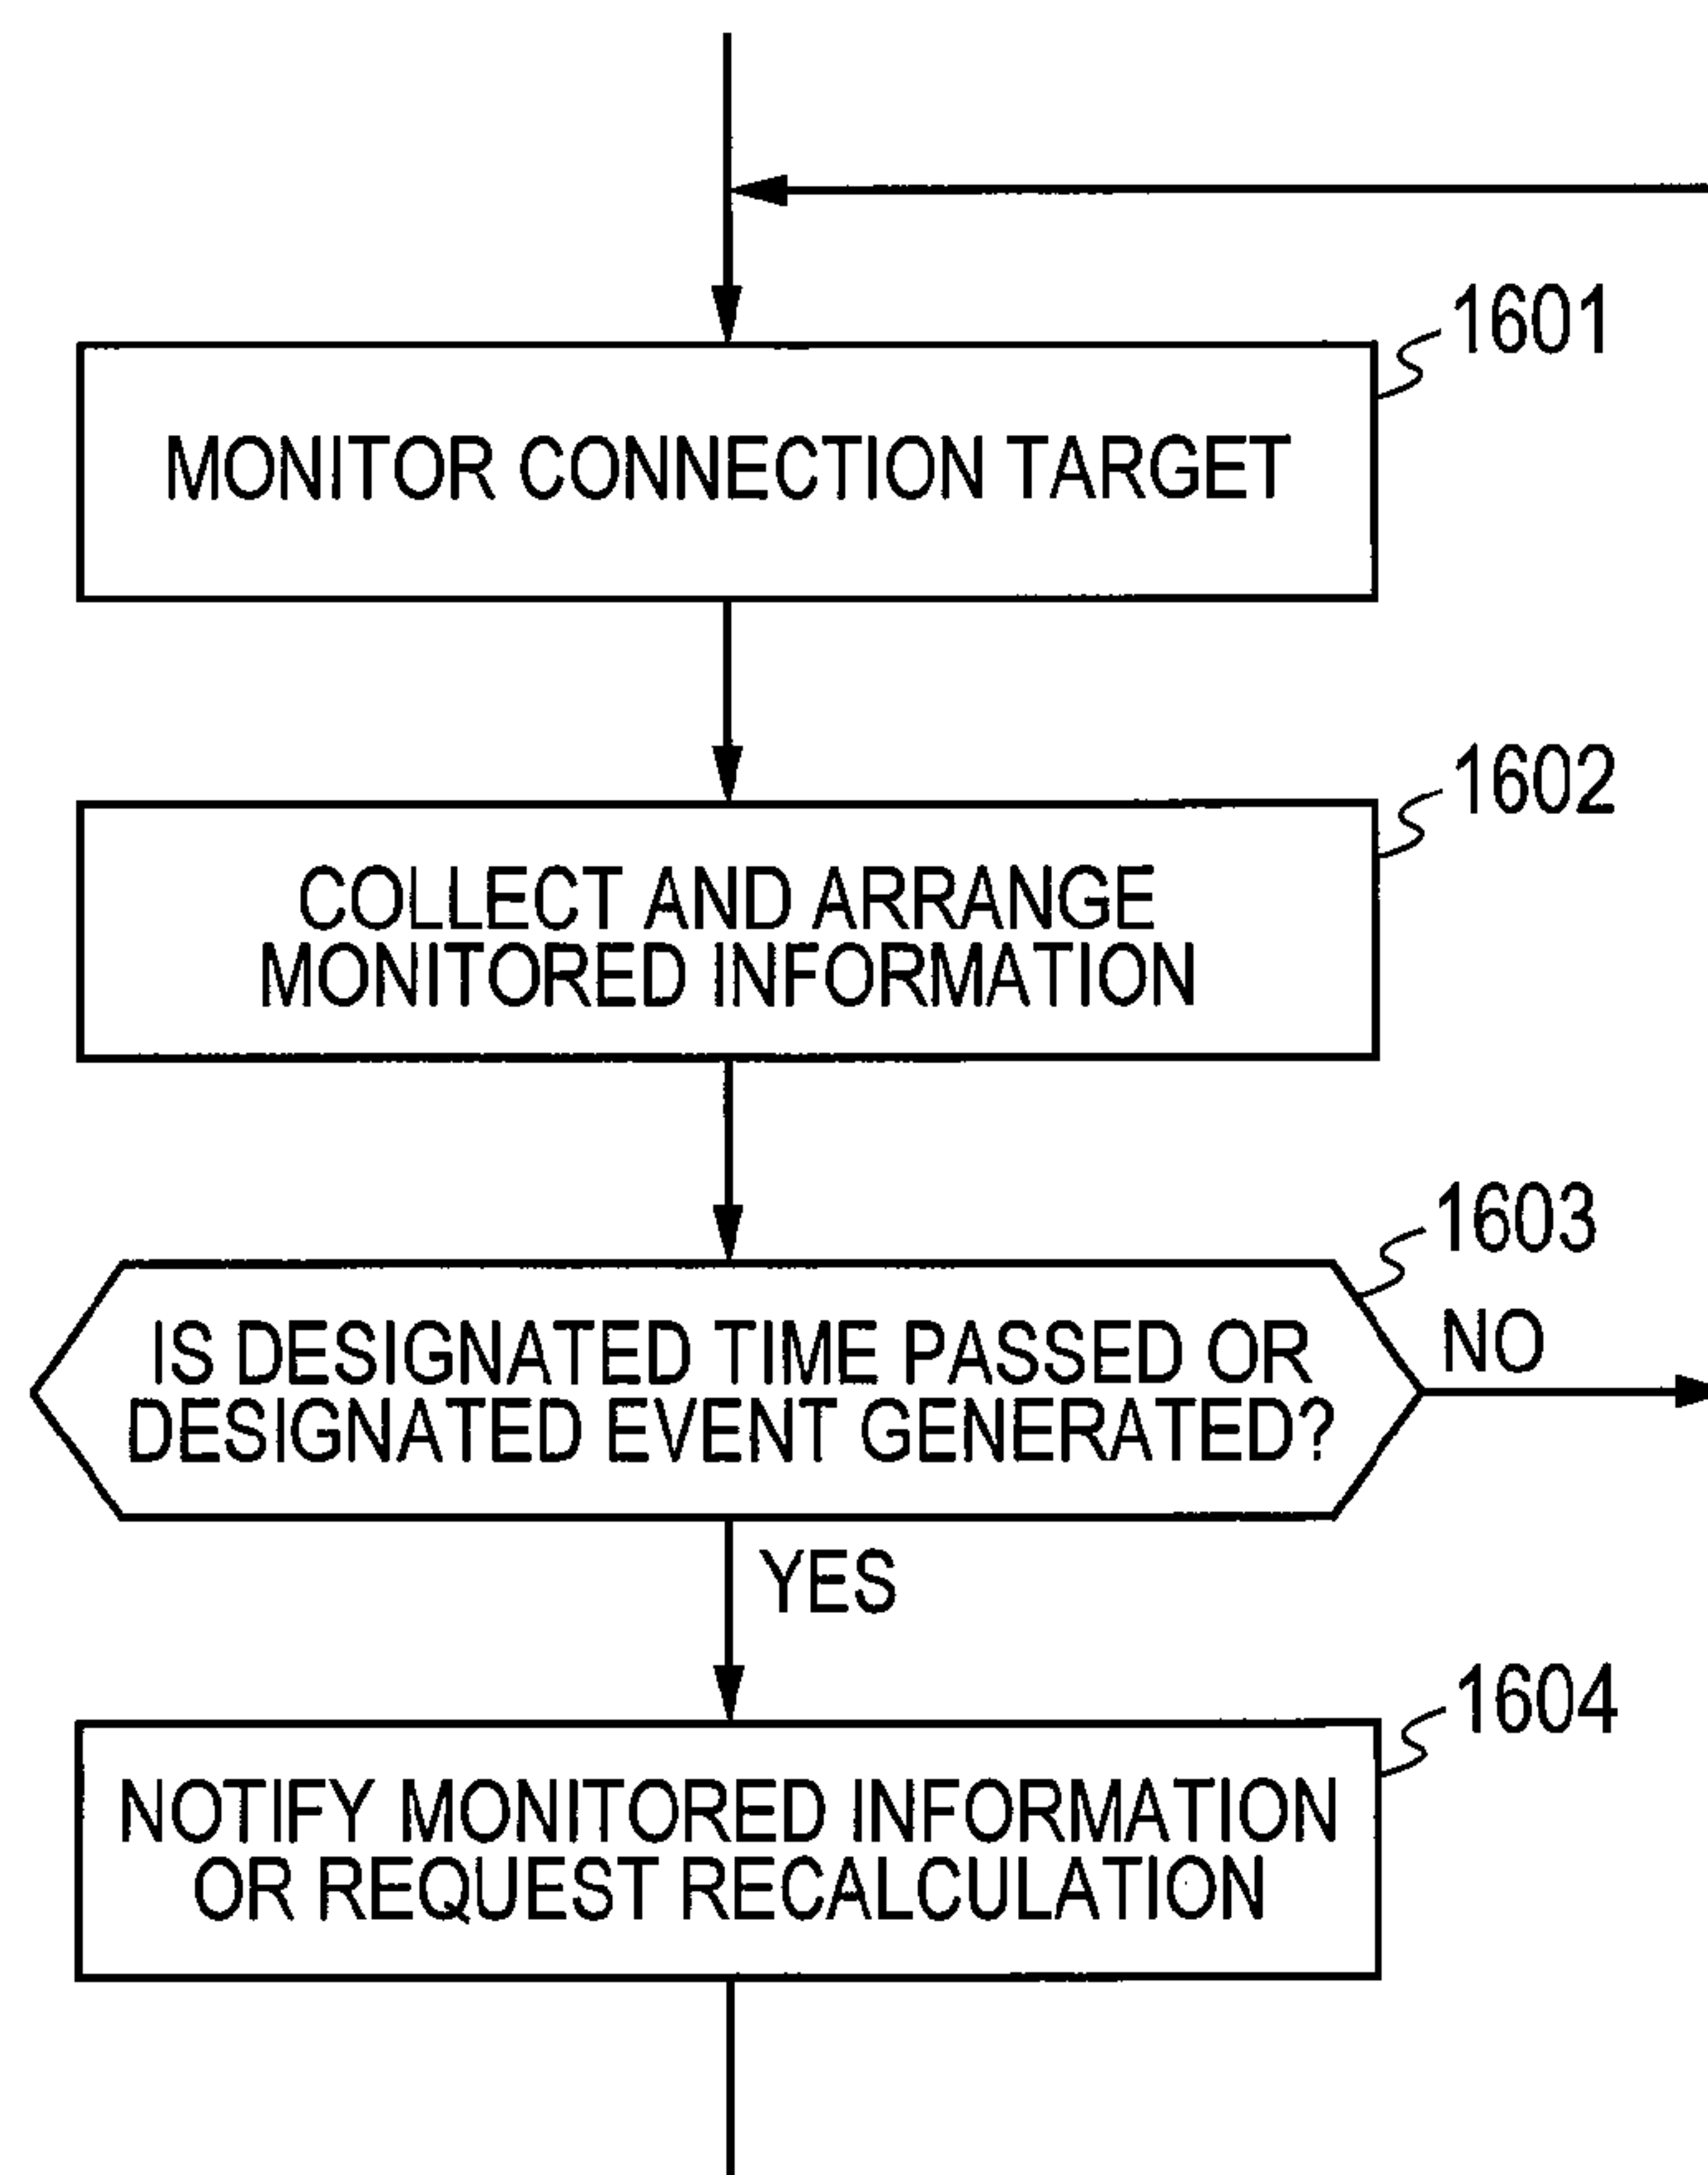 1601
MONITOR CONNECTION TARGET
1602
COLLECT AND ARRANGE
MONITORED INFORMATION
1603
IS DESIGNATED TIME PASSED OR
DESIGNATED EVENT GENERATED?
NO
YES
1604
NOTIFY MONITORED INFORMATION
OR REQUEST RECALCULATION